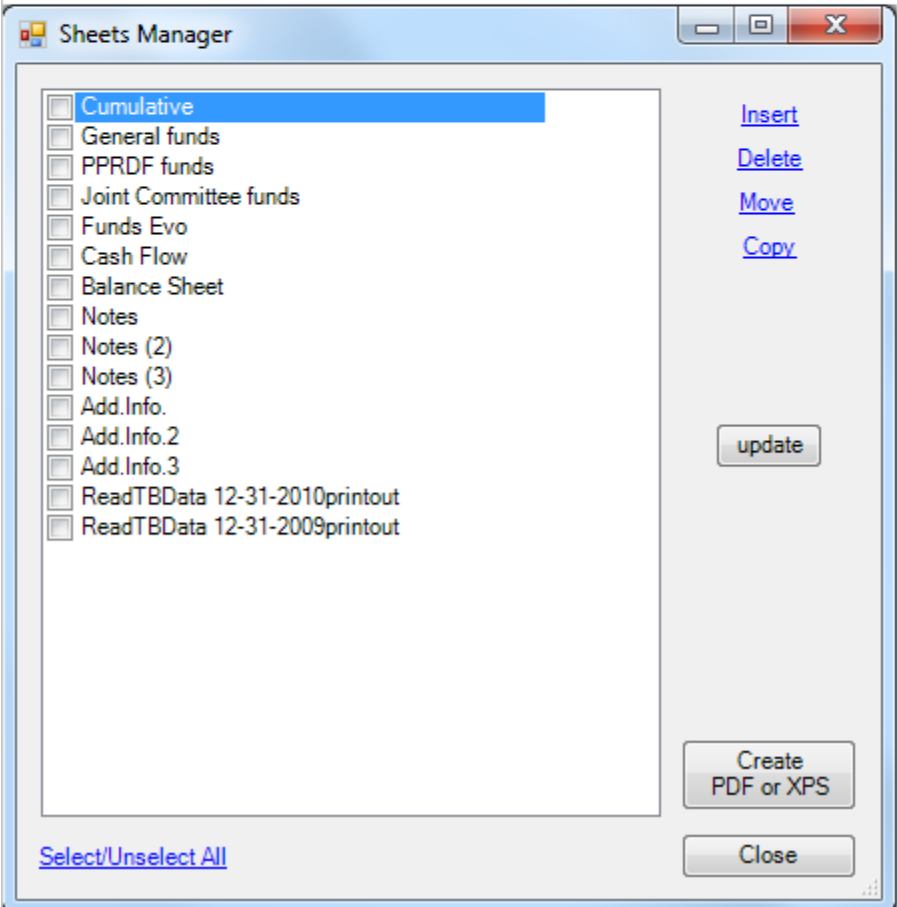 Sheets Manager
Cumulative
General funds
PPRDF funds
Joint Committee funds
Funds Evo
Cash Flow
Balance Sheet
Notes
Notes (2)
Notes (3)
Add.Info.
Add.Info.2
Add.Info.3
ReadTBData 12-31-2010printout
ReadTBData 12-31-2009printout
Insert
Delete
Move
Copy
update
Create
PDF or XPS
Select/Unselect All
Close